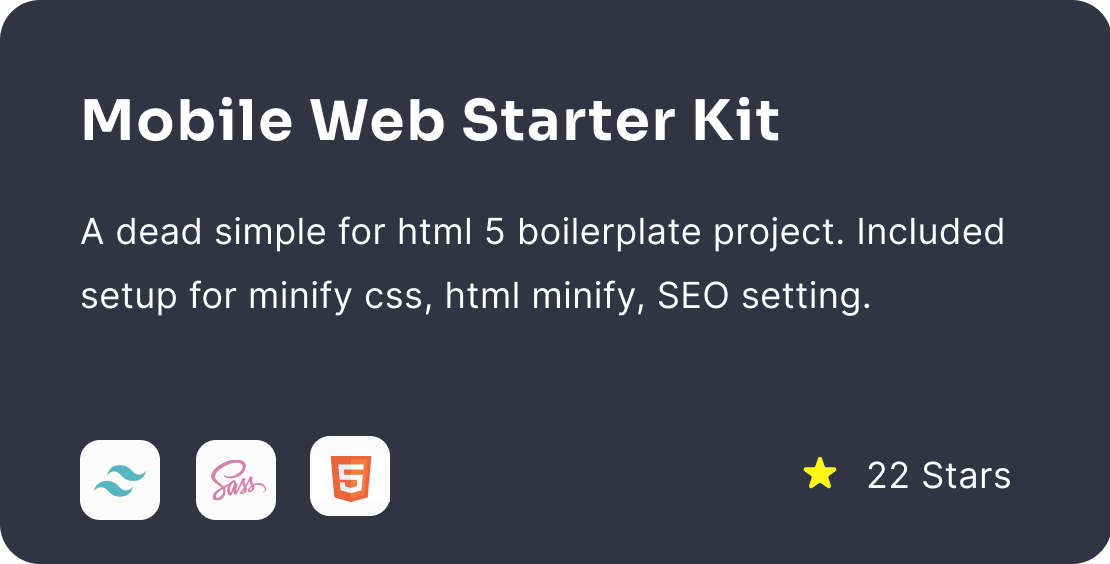 Mobile Web Starter Kit
A dead simple for html 5 boilerplate project. Included
setup for minify css, html minify, SEO setting.
Sass
5
22 Stars